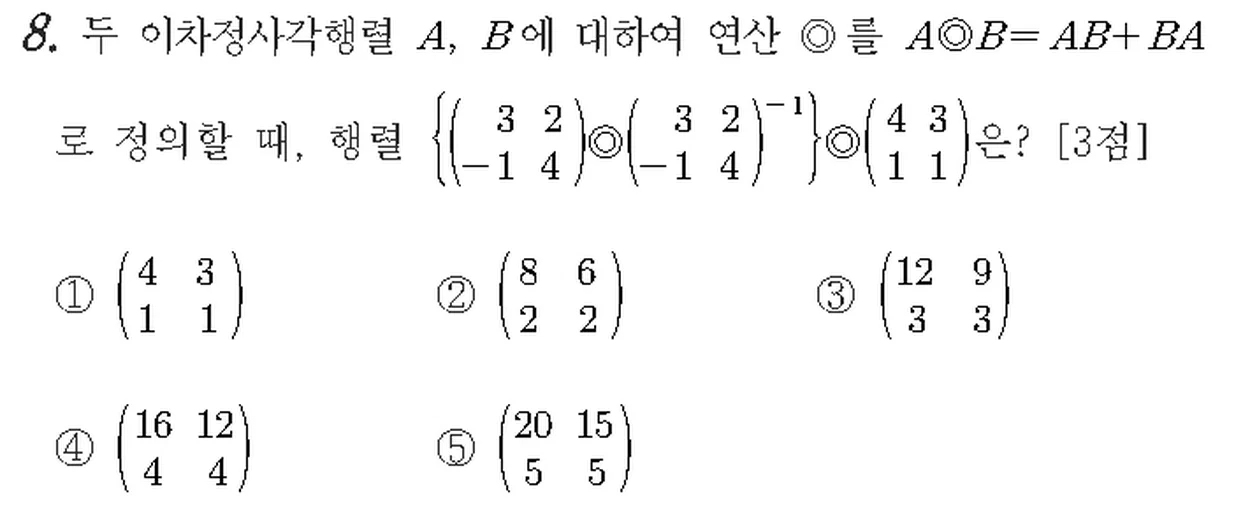 8. 두 이차정사각행렬 A, B에 대하여 연산 ◎를 A◎B= AB+BA
로 정의할 때, 행렬 {(3 2 -1 4)◎(3 2 -1 4)⁻¹}◎(4 3 1 1)은? [3점]
① (4 3 1 1) ② (8 6 2 2) ③ (12 9 3 3)
④ (16 12 4 4) ⑤ (20 15 5 5)